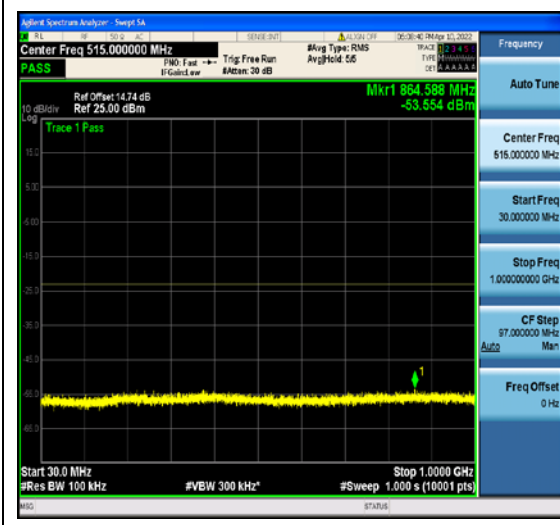 Agilent Spectrum Analyzer - Swept SA
RL RF 50 Ω AC SENSE:INT ALIGN OFF 05:08:40 PM Apr 10, 2022
Center Freq 515.000000 MHz
#Avg Type: RMS
TRACE 1 2 3 4 5 6
PASS
PNO: Fast
Trig: Free Run
Avg|Hold: 5/5
TYPE
IFGain:Low
#Atten: 30 dB
DET A A A A A A
Ref Offset 14.74 dB
Mkr1 864.588 MHz
10 dB/div
Ref 25.00 dBm
-53.554 dBm
Log
Trace 1 Pass
15.0
5.00
-5.00
-15.0
-25.0
-35.0
-45.0
-55.0
-65.0
1
Start 30.0 MHz
Stop 1.0000 GHz
#Res BW 100 kHz
#VBW 300 kHz*
#Sweep 1.000 s (10001 pts)
MSG
STATUS
Frequency
Auto Tune
Center Freq
515.000000 MHz
Start Freq
30.000000 MHz
Stop Freq
1.000000000 GHz
CF Step
97.000000 MHz
Auto Man
Freq Offset
0 Hz